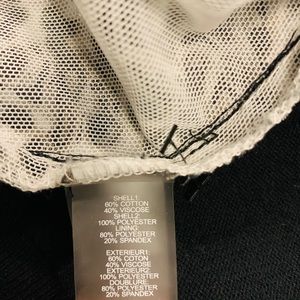 SHELL1:
60% COTTON
40% VISCOSE
SHELL2:
100% POLYESTER
LINING:
80% POLYESTER
20% SPANDEX
EXTERIEUR1:
60% COTON
40% VISCOSE
EXTERIEUR2:
100% POLYESTER
DOUBLURE:
80% POLYESTER
20% SPANDEX